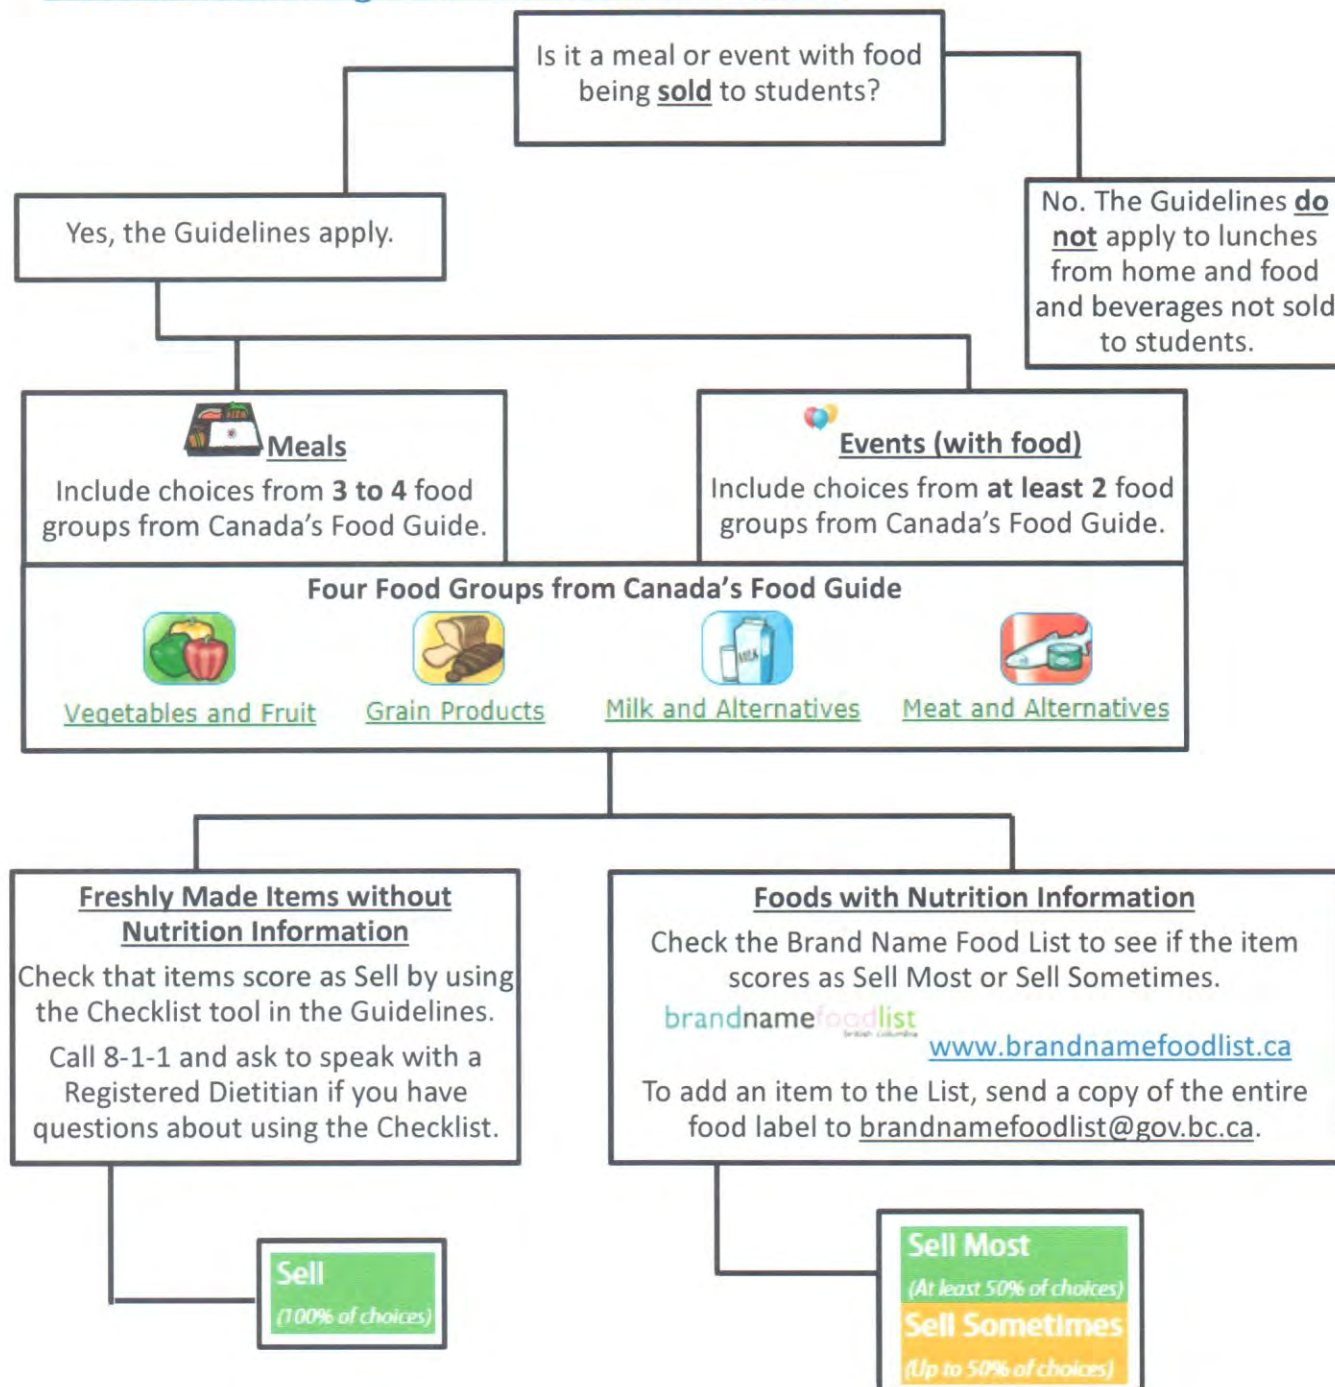 Is it a meal or event with food
being sold to students?
Yes, the Guidelines apply.
No. The Guidelines do
not apply to lunches
from home and food
and beverages not sold
to students.
Meals
Include choices from 3 to 4 food
groups from Canada's Food Guide.
Events (with food)
Include choices from at least 2 food
groups from Canada's Food Guide.
Four Food Groups from Canada's Food Guide
MILK
Vegetables and Fruit
Grain Products
Milk and Alternatives
Meat and Alternatives
Freshly Made Items without
Nutrition Information
Check that items score as Sell by using
the Checklist tool in the Guidelines.
Call 8-1-1 and ask to speak with a
Registered Dietitian if you have
questions about using the Checklist.
Foods with Nutrition Information
Check the Brand Name Food List to see if the item
scores as Sell Most or Sell Sometimes.
brandnamefoodlist
british columbia
www.brandnamefoodlist.ca
To add an item to the List, send a copy of the entire
food label to brandnamefoodlist@gov.bc.ca.
Sell
(100% of choices)
Sell Most
(At least 50% of choices)
Sell Sometimes
(Up to 50% of choices)